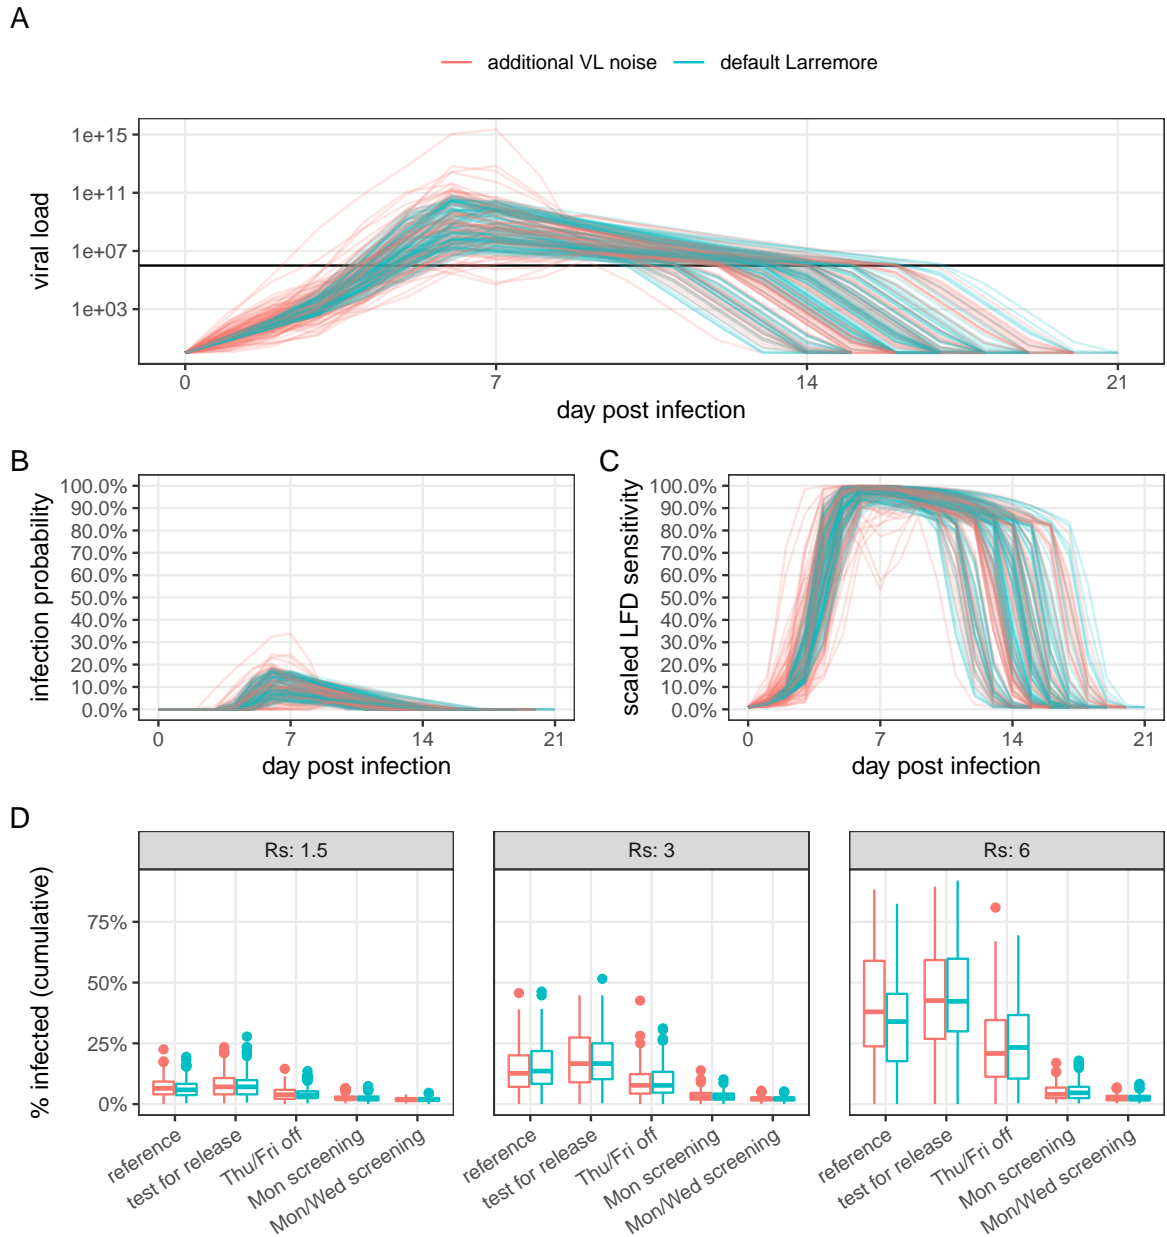 A
additional VL noise default Larremore
viral load
1e+15
1e+11
1e+07
1e+03
0 7 14 21
day post infection
B
infection probability
100.0%
90.0%
80.0%
70.0%
60.0%
50.0%
40.0%
30.0%
20.0%
10.0%
0.0%
0 7 14 21
day post infection
C
scaled LFD sensitivity
100.0%
90.0%
80.0%
70.0%
60.0%
50.0%
40.0%
30.0%
20.0%
10.0%
0.0%
0 7 14 21
day post infection
D
% infected (cumulative)
Rs: 1.5 Rs: 3 Rs: 6
75%
50%
25%
0%
reference
test for release
Thu/Fri off
Mon screening
Mon/Wed screening
reference
test for release
Thu/Fri off
Mon screening
Mon/Wed screening
reference
test for release
Thu/Fri off
Mon screening
Mon/Wed screening